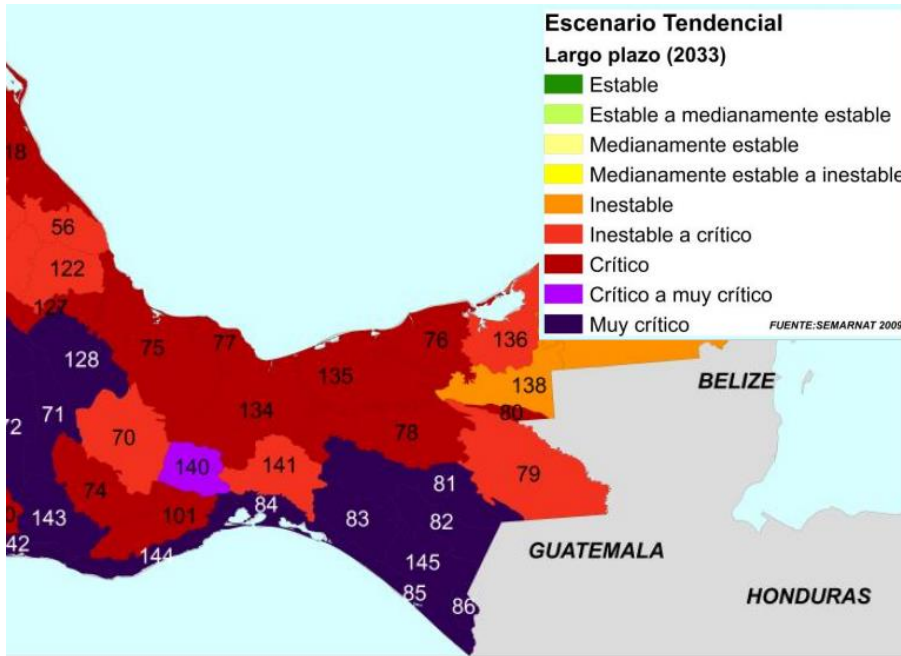 Escenario Tendencial
Largo plazo (2033)
Estable
Estable a medianamente estable
Medianamente estable
Medianamente estable a inestable
Inestable
Inestable a crítico
Crítico
Crítico a muy crítico
Muy crítico
FUENTE:SEMARNAT 2009
18
56
122
127
128
75
77
76
136
135
138
BELIZE
134
80
72
71
70
78
140
141
79
74
81
84
101
143
83
82
42
144
145
GUATEMALA
85
86
HONDURAS